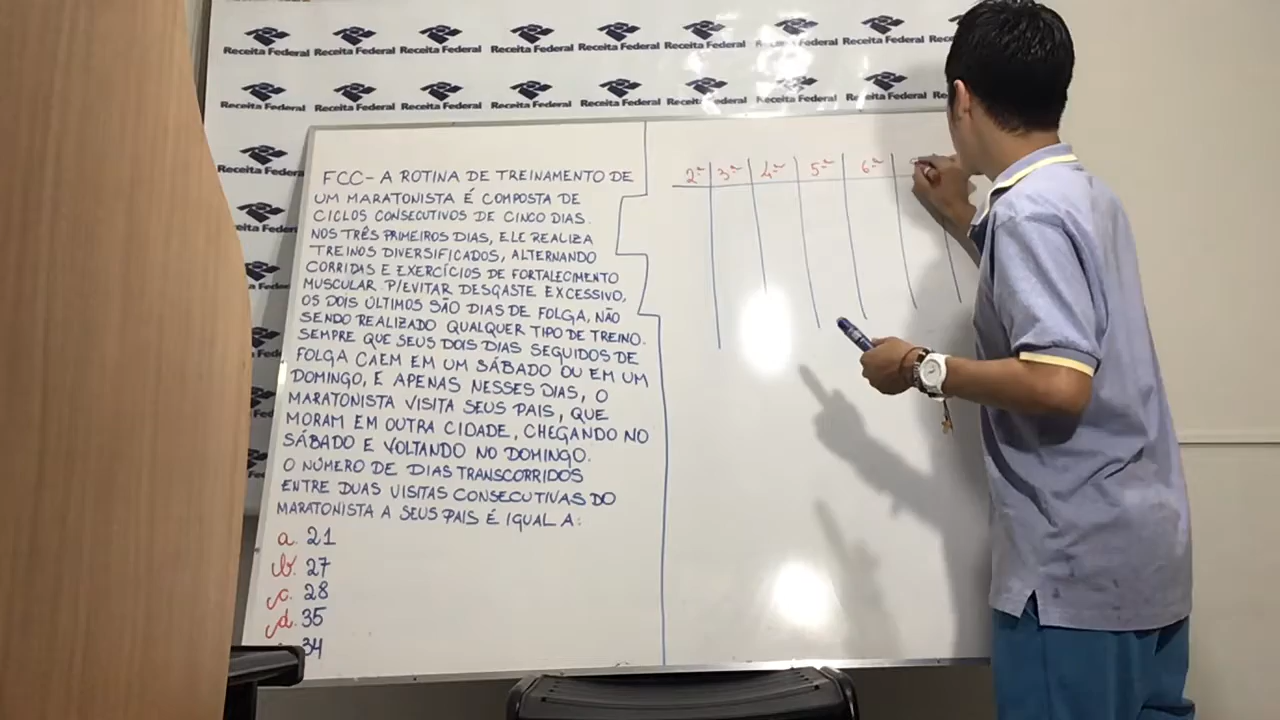 Receita Federal Receita Federal Receita Federal Receita Federal Receita Federal Receita Federal Receita Federal Receita Federal
Receita Federal Receita Federal Receita Federal Receita Federal Receita Federal Receita Federal Receita Federal Receita Federal
Receita Federal
FCC - A ROTINA DE TREINAMENTO DE
UM MARATONISTA É COMPOSTA DE
CICLOS CONSECUTIVOS DE CINCO DIAS.
NOS TRÊS PRIMEIROS DIAS, ELE REALIZA
TREINOS DIVERSIFICADOS, ALTERNANDO
CORRIDAS E EXERCÍCIOS DE FORTALECIMENTO
MUSCULAR. P/EVITAR DESGASTE EXCESSIVO,
OS DOIS ÚLTIMOS SÃO DIAS DE FOLGA, NÃO
SENDO REALIZADO QUALQUER TIPO DE TREINO.
SEMPRE QUE SEUS DOIS DIAS SEGUIDOS DE
FOLGA CAEM EM UM SÁBADO OU EM UM
DOMINGO, E APENAS NESSES DIAS, O
MARATONISTA VISITA SEUS PAIS, QUE
MORAM EM OUTRA CIDADE, CHEGANDO NO
SÁBADO E VOLTANDO NO DOMINGO.
O NÚMERO DE DIAS TRANSCORRIDOS
ENTRE DUAS VISITAS CONSECUTIVAS DO
MARATONISTA A SEUS PAIS É IGUAL A:
a. 21
b. 27
c. 28
d. 35
34
2ª 3ª 4ª 5ª 6ª